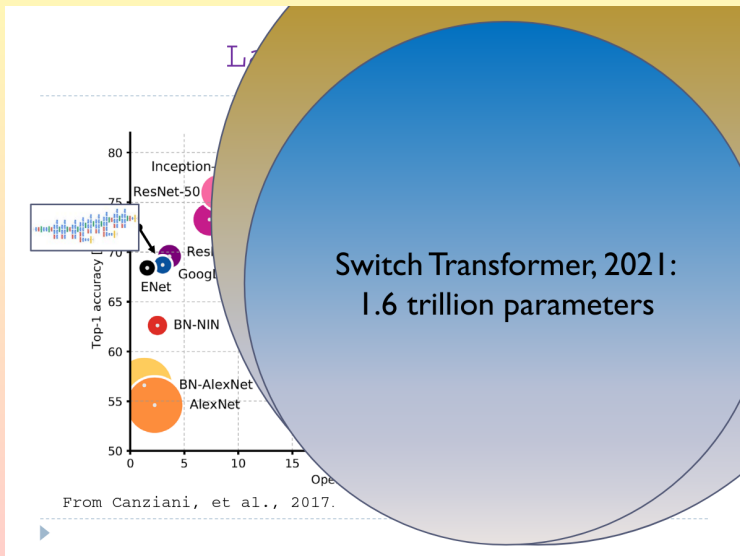 La
80
Inception-
75
ResNet-50
70
Top-1 accuracy [
Res
GoogL
ENet
65
BN-NIN
60
BN-AlexNet
55
AlexNet
50
0 5 10 15
Ope
From Canziani, et al., 2017.
Switch Transformer, 2021:
1.6 trillion parameters